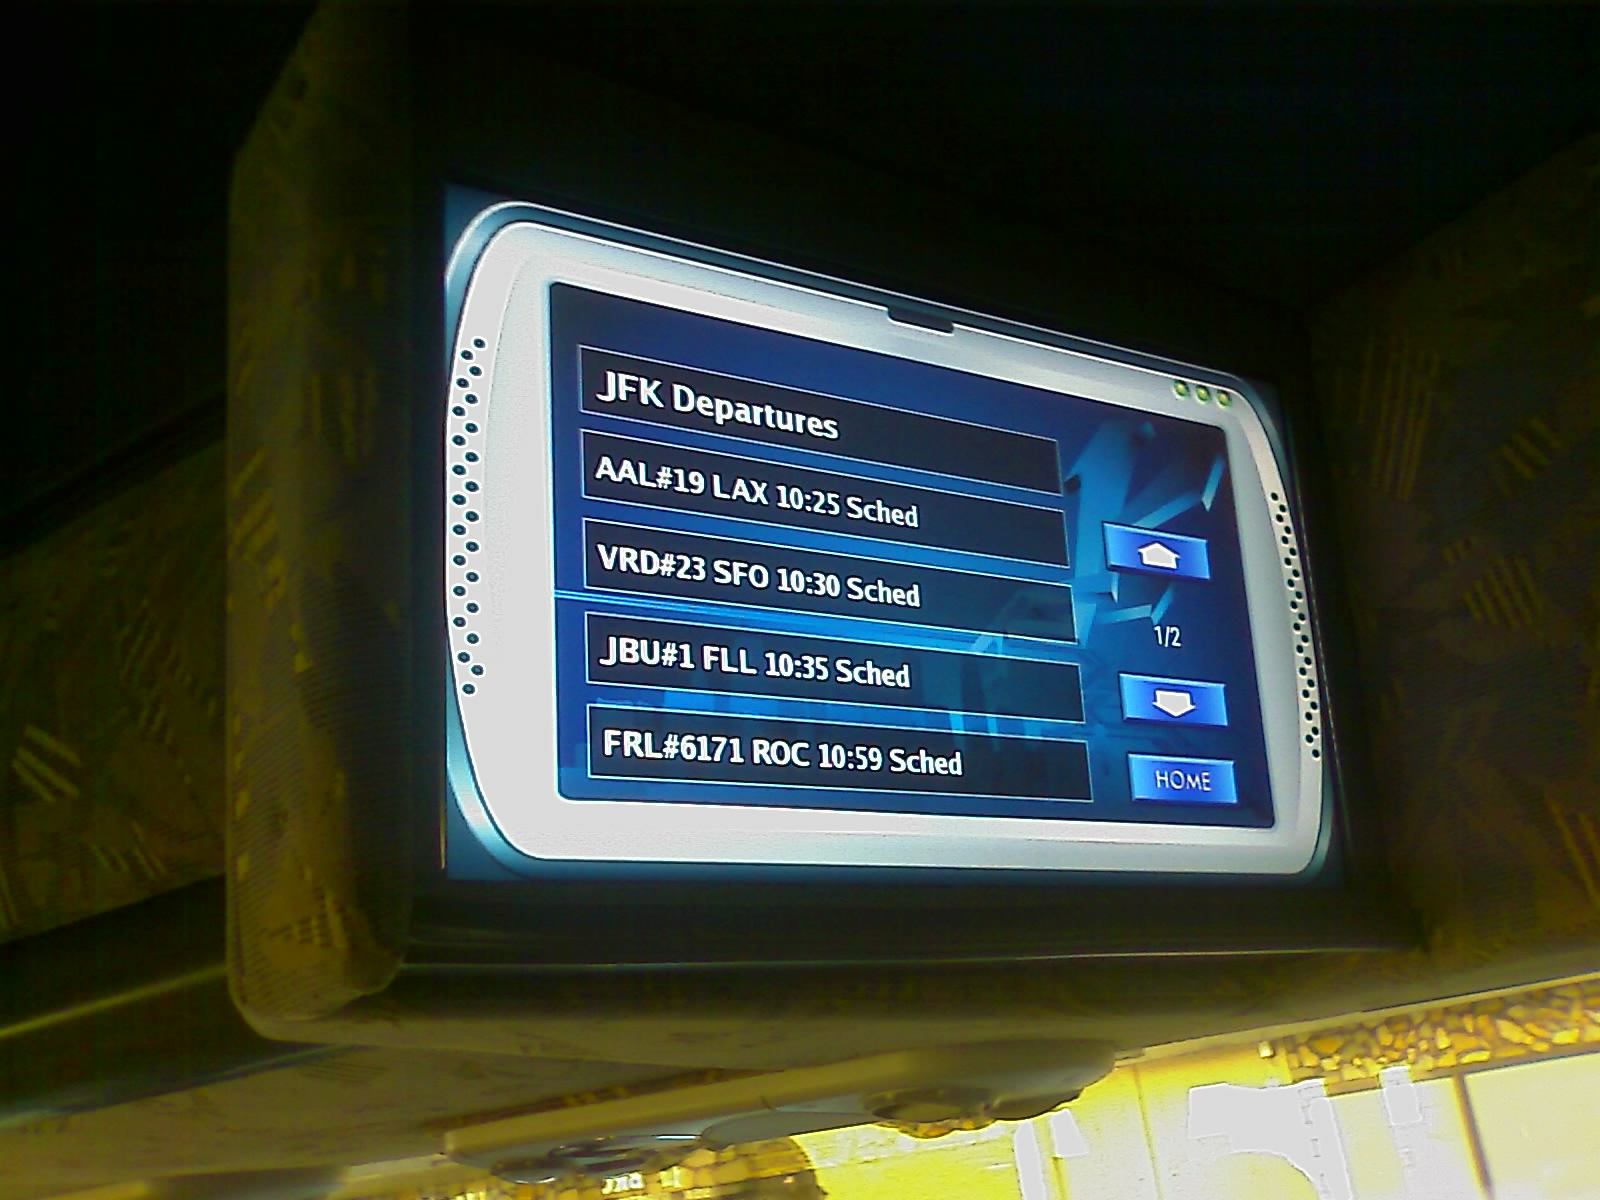 JFK Departures
AAL#19 LAX 10:25 Sched
VRD#23 SFO 10:30 Sched
JBU#1 FLL 10:35 Sched
FRL#6171 ROC 10:59 Sched
1/2
HOME